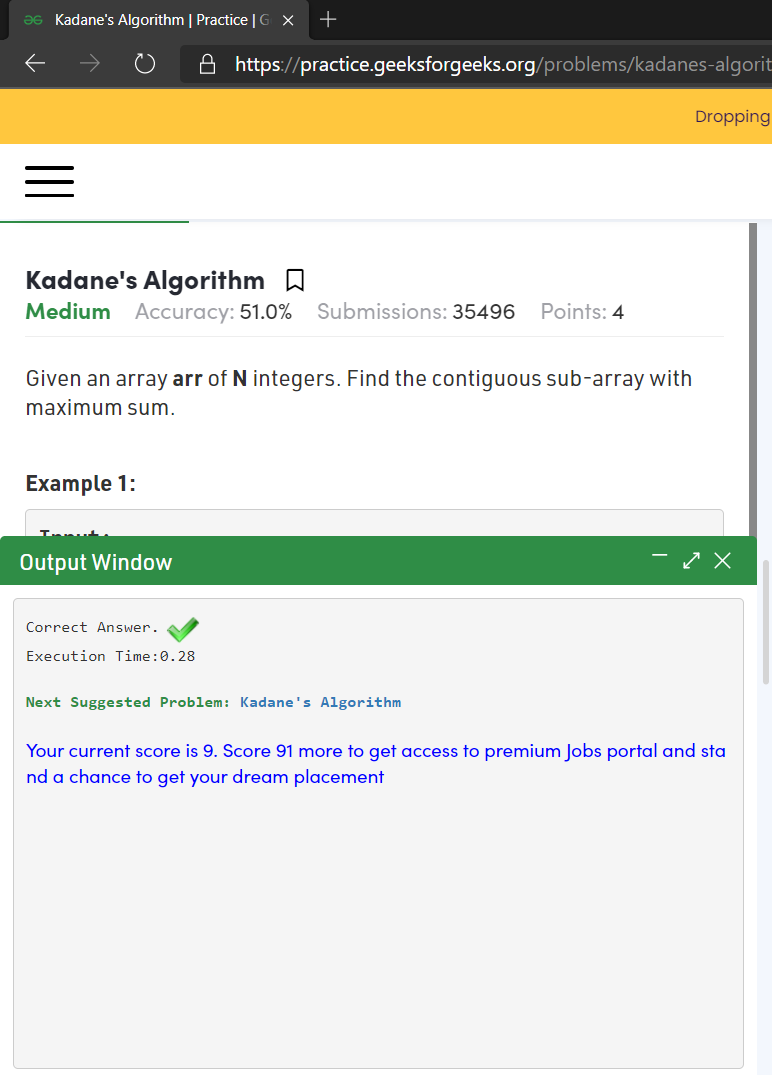 Kadane's Algorithm | Practice | G
https://practice.geeksforgeeks.org/problems/kadanes-algorit
Dropping
Kadane's Algorithm
Medium Accuracy: 51.0% Submissions: 35496 Points: 4
Given an array arr of N integers. Find the contiguous sub-array with
maximum sum.
Example 1:
Input:
Output Window
Correct Answer.
Execution Time:0.28
Next Suggested Problem: Kadane's Algorithm
Your current score is 9. Score 91 more to get access to premium Jobs portal and sta
nd a chance to get your dream placement